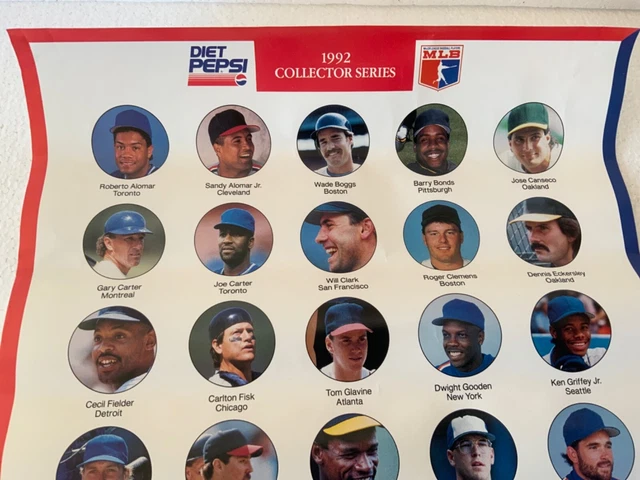 DIET
PEPSI
1992
COLLECTOR SERIES
MLB
Roberto Alomar
Toronto
Sandy Alomar Jr.
Cleveland
Wade Boggs
Boston
Barry Bonds
Pittsburgh
Jose Canseco
Oakland
Gary Carter
Montreal
Joe Carter
Toronto
Will Clark
San Francisco
Roger Clemens
Boston
Dennis Eckersley
Oakland
Cecil Fielder
Detroit
Carlton Fisk
Chicago
Tom Glavine
Atlanta
Dwight Gooden
New York
Ken Griffey Jr.
Seattle